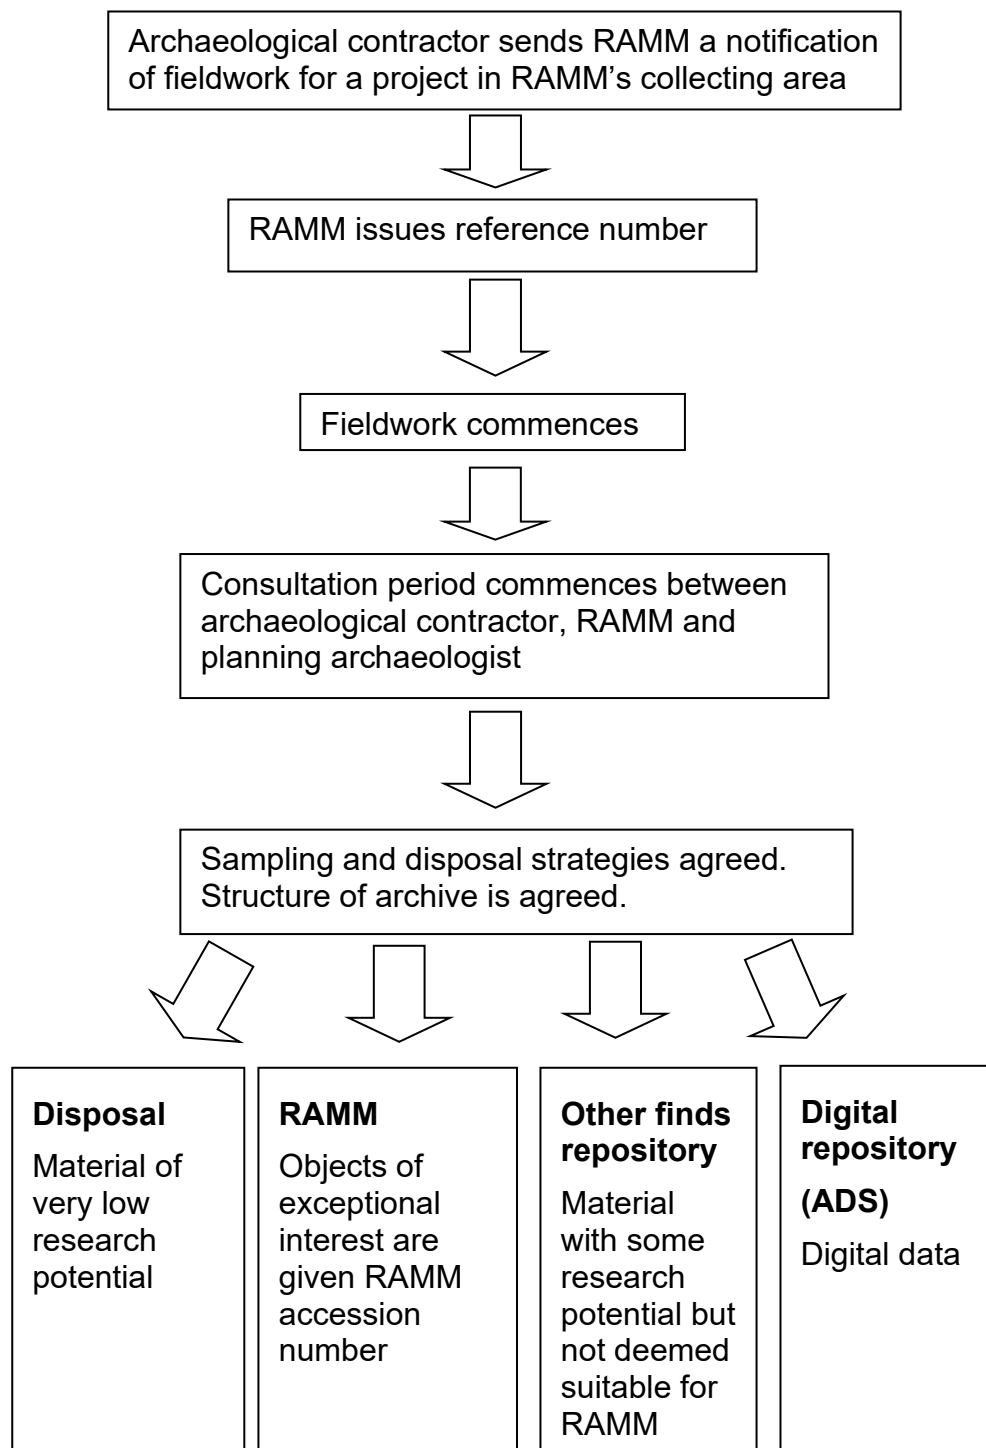 Archaeological contractor sends RAMM a notification
of fieldwork for a project in RAMM’s collecting area
RAMM issues reference number
Fieldwork commences
Consultation period commences between
archaeological contractor, RAMM and
planning archaeologist
Sampling and disposal strategies agreed.
Structure of archive is agreed.
Disposal
Material of
very low
research
potential
RAMM
Objects of
exceptional
interest are
given RAMM
accession
number
Other finds
repository
Material
with some
research
potential but
not deemed
suitable for
RAMM
Digital
repository
(ADS)
Digital data